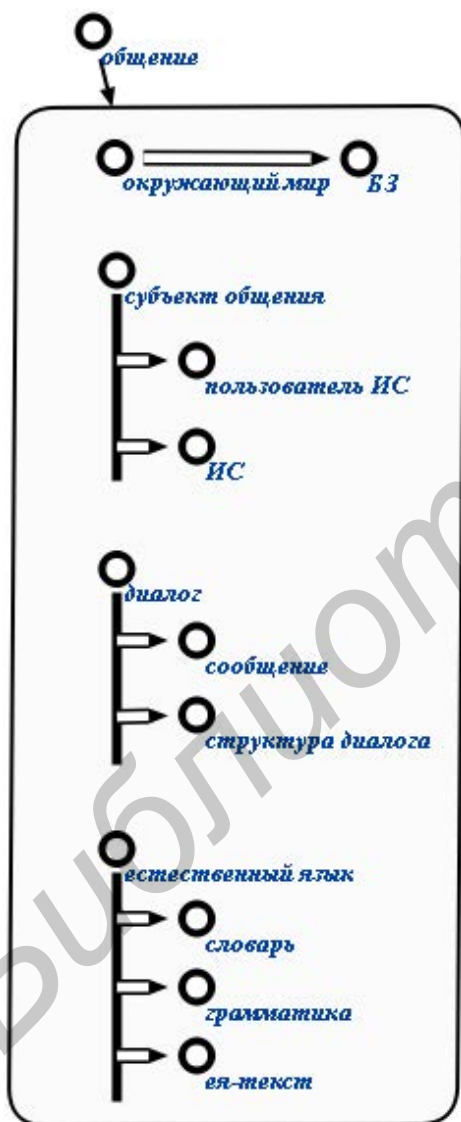 общение
окружающий мир
БЗ
субъект общения
пользователь ИС
ИС
диалог
сообщение
структура диалога
естественный язык
словарь
грамматика
ея-текст